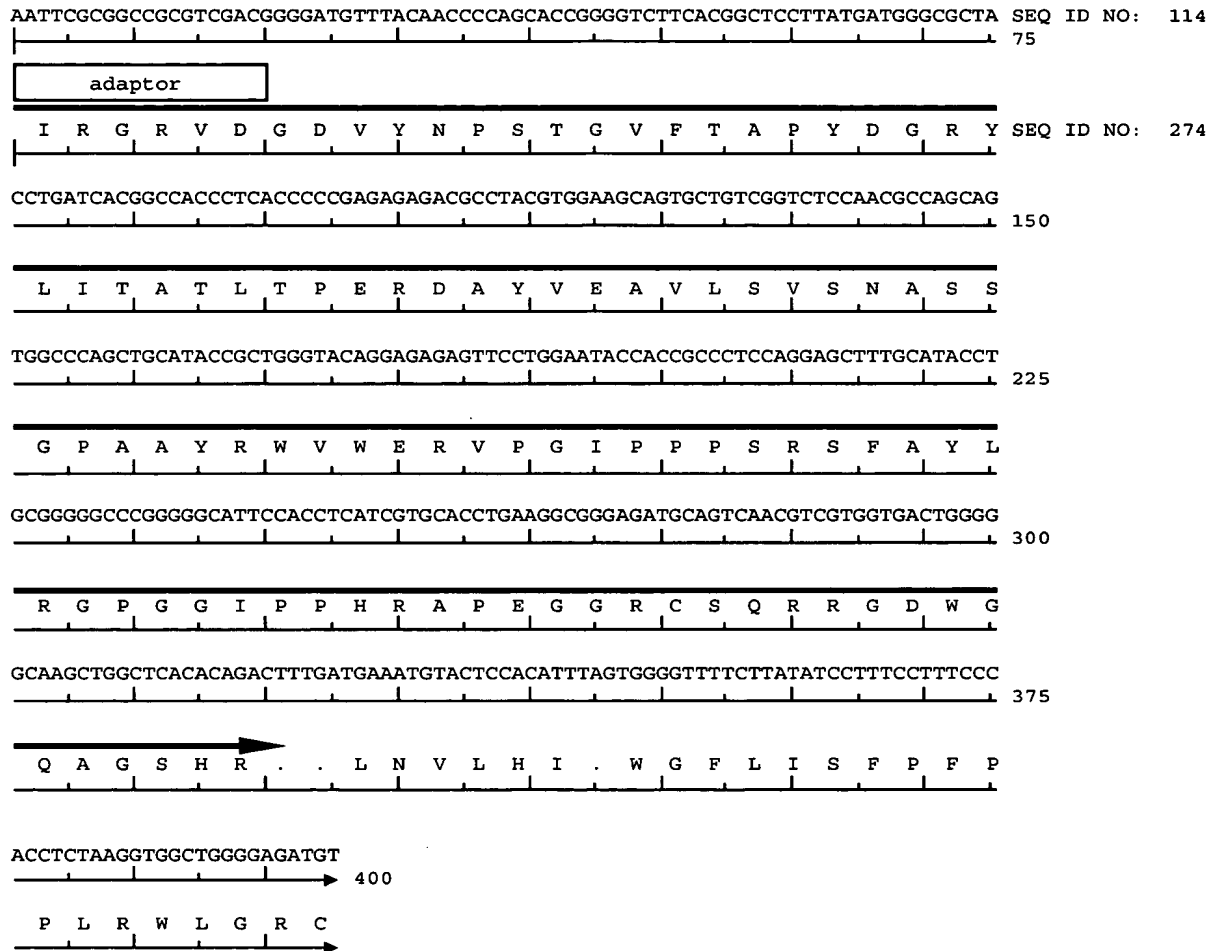 AATTCGCGGCCGCGTCGACGGGGATGTTTACAACCCCAGCACCGGGGTCTTCACGGCTCCTTATGATGGGCGCTA SEQ ID NO: 114
75
adaptor
I R G R V D G D V Y N P S T G V F T A P Y D G R Y SEQ ID NO: 274
CCTGATCACGGCCACCCTCACCCCCGAGAGAGACGCCTACGTGGAAGCAGTGCTGTCGGTCTCCAACGCCAGCAG
150
L I T A T L T P E R D A Y V E A V L S V S N A S S
TGGCCCAGCTGCATACCGCTGGGTACAGGAGAGAGTTCCTGGAATACCACCGCCCTCCAGGAGCTTTGCATACCT
225
G P A A Y R W V W E R V P G I P P P S R S F A Y L
GCGGGGGCCCGGGGGCATTCCACCTCATCGTGCACCTGAAGGCGGGAGATGCAGTCAACGTCGTGGTGACTGGGG
300
R G P G G I P P H R A P E G G R C S Q R R G D W G
GCAAGCTGGCTCACACAGACTTTGATGAAATGTACTCCACATTTAGTGGGGTTTTCTTATATCCTTTCCTTTCCC
375
Q A G S H R . . L N V L H I . W G F L I S F P F P
ACCTCTAAGGTGGCTGGGGAGATGT
400
P L R W L G R C